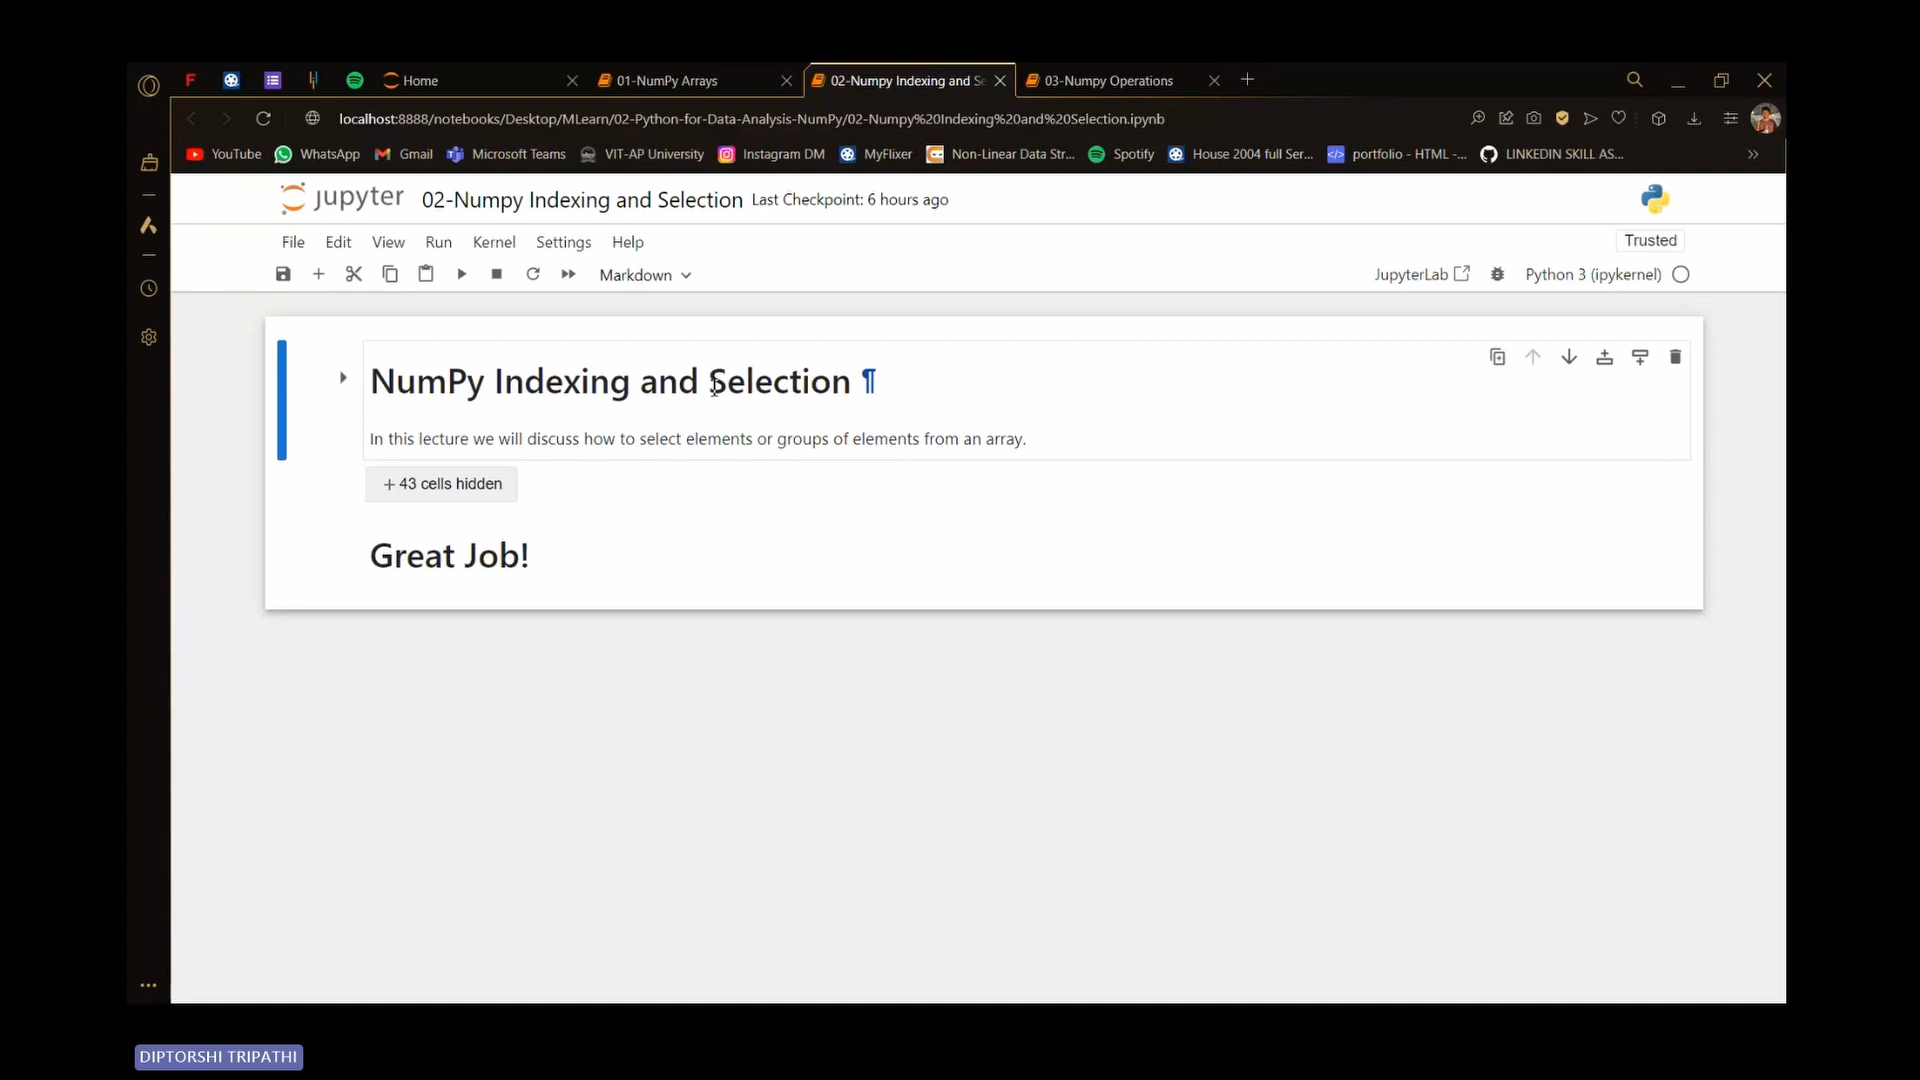 F Home 01-NumPy Arrays 02-Numpy Indexing and Se 03-Numpy Operations
localhost:8888/notebooks/Desktop/MLearn/02-Python-for-Data-Analysis-NumPy/02-Numpy%20Indexing%20and%20Selection.ipynb
YouTube WhatsApp Gmail Microsoft Teams VIT-AP University Instagram DM MyFlixer Non-Linear Data Str... Spotify House 2004 full Ser... </> portfolio - HTML -... LINKEDIN SKILL AS... »
jupyter 02-Numpy Indexing and Selection Last Checkpoint: 6 hours ago
File Edit View Run Kernel Settings Help Trusted
Markdown JupyterLab Python 3 (ipykernel)
NumPy Indexing and Selection ¶
In this lecture we will discuss how to select elements or groups of elements from an array.
+ 43 cells hidden
Great Job!
DIPTORSHI TRIPATHI